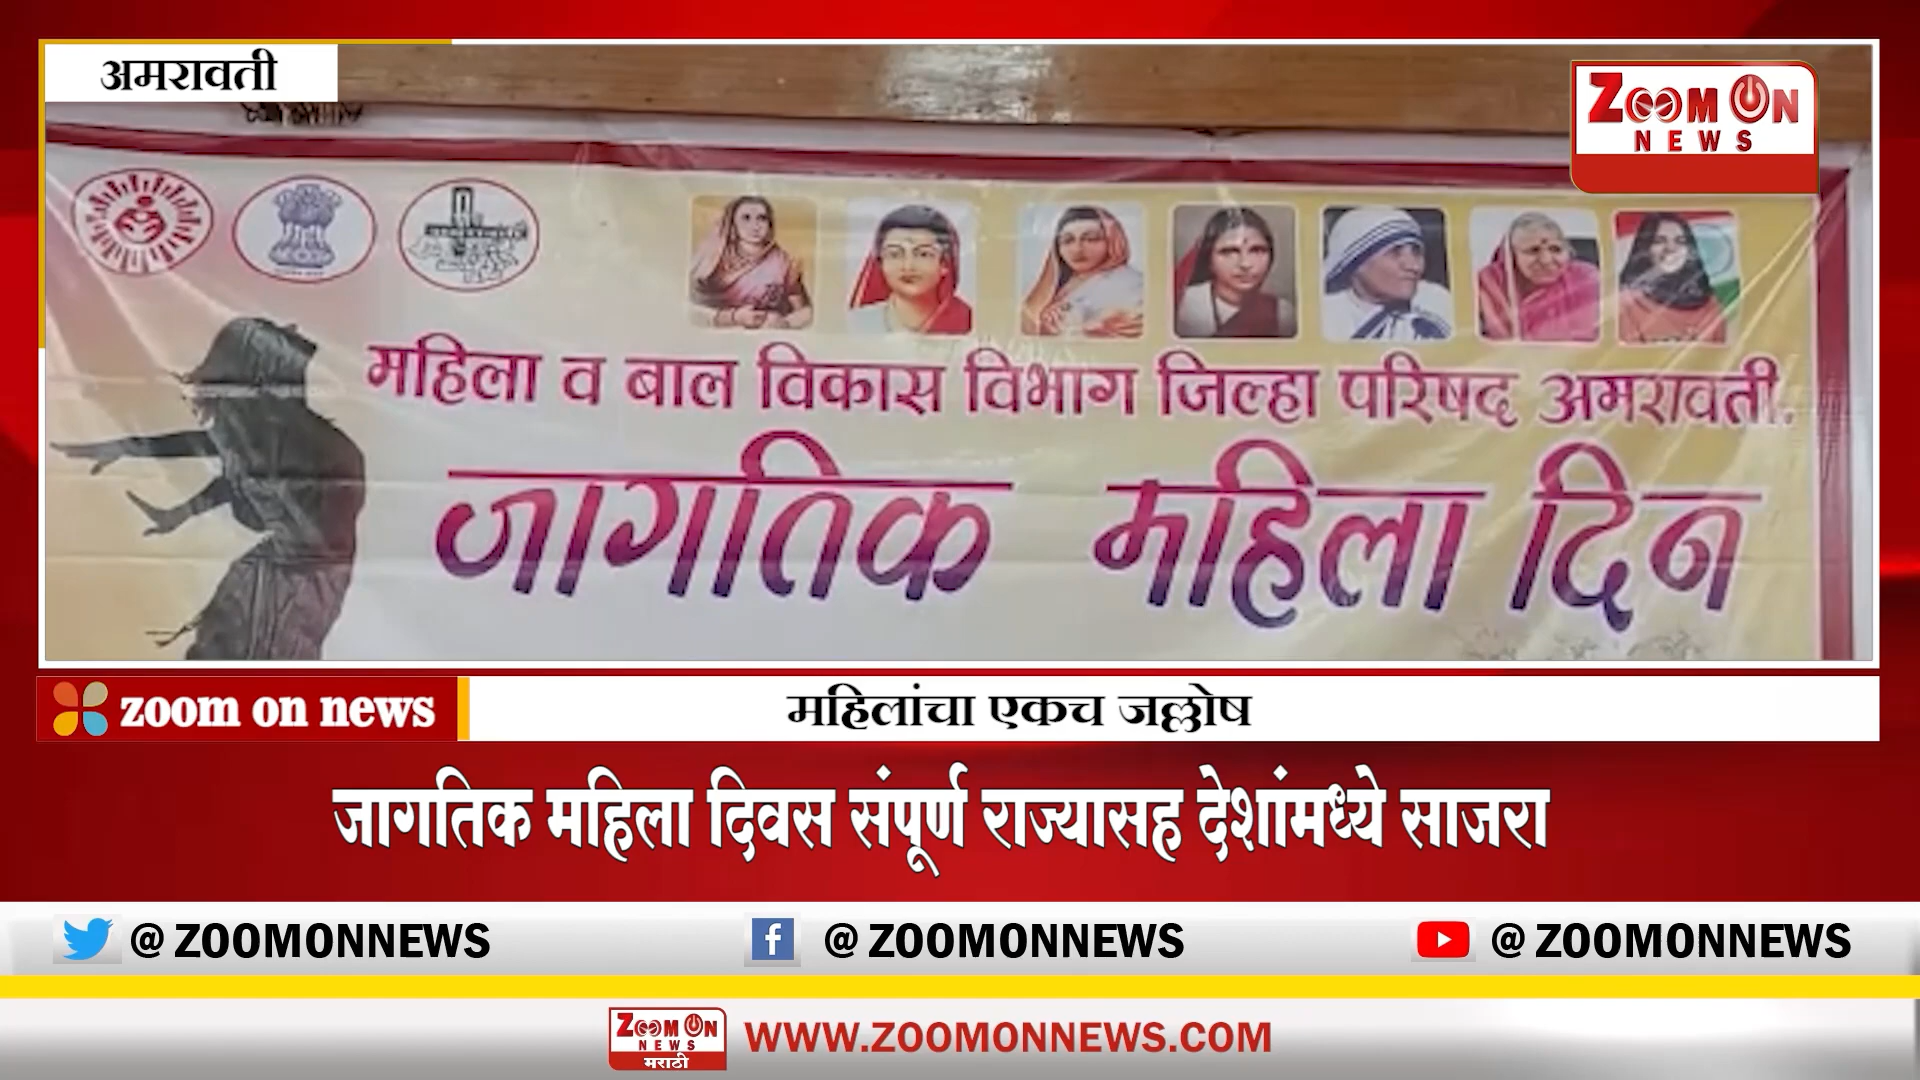 अमरावती
ZOOM ON
NEWS
महिला व बाल विकास विभाग जिल्हा परिषद अमरावती.
जागतिक महिला दिन
zoom on news
महिलांचा एकच जल्लोष
जागतिक महिला दिवस संपूर्ण राज्यासह देशांमध्ये साजरा
@ZOOMONNEWS
@ZOOMONNEWS
@ZOOMONNEWS
ZOOM ON
NEWS
मराठी
WWW.ZOOMONNEWS.COM